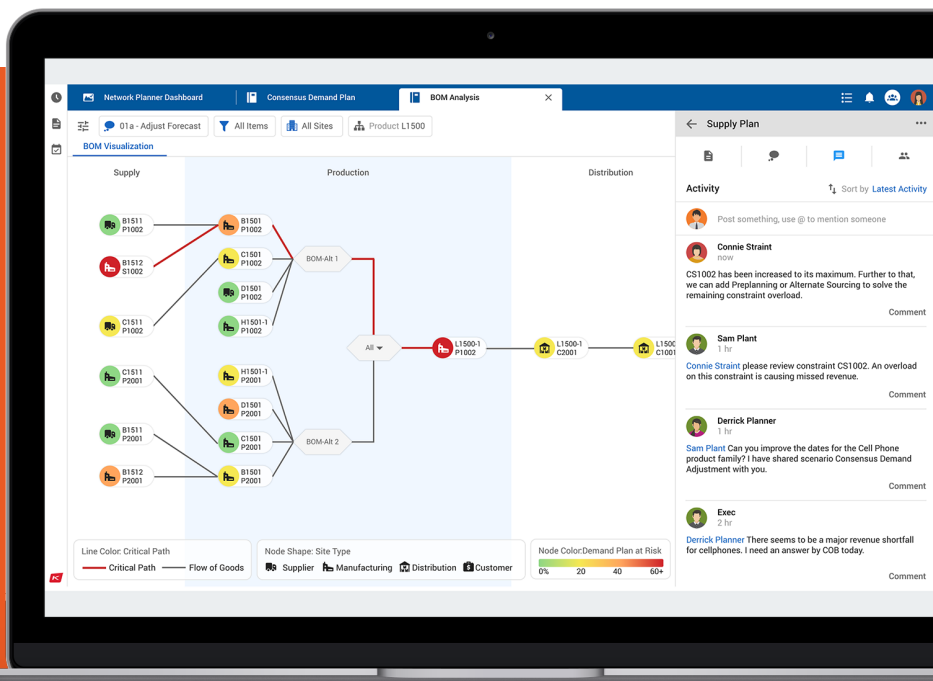 Network Planner Dashboard
Consensus Demand Plan
BOM Analysis
01a - Adjust Forecast
All Items
All Sites
Product L1500
BOM Visualization
Supply
Production
Distribution
B1511
P1002
B1512
S1002
C1511
P1002
C1511
P2001
B1511
P2001
B1512
P2001
B1501
P1002
C1501
P1002
D1501
P1002
H1501-1
P1002
H1501-1
P2001
D1501
P2001
C1501
P2001
B1501
P2001
BOM-Alt 1
All
BOM-Alt 2
L1500-1
P1002
L1500-1
C2001
L1500
C1001
Line Color: Critical Path
Critical Path
Flow of Goods
Node Shape: Site Type
Supplier
Manufacturing
Distribution
Customer
Node Color:Demand Plan at Risk
0% 20 40 60+
Supply Plan
Activity
Sort by Latest Activity
Post something, use @ to mention someone
Connie Straint
now
CS1002 has been increased to its maximum. Further to that,
we can add Preplanning or Alternate Sourcing to solve the
remaining constraint overload.
Comment
Sam Plant
1 hr
Connie Straint please review constraint CS1002. An overload
on this constraint is causing missed revenue.
Comment
Derrick Planner
1 hr
Sam Plant Can you improve the dates for the Cell Phone
product family? I have shared scenario Consensus Demand
Adjustment with you.
Comment
Exec
2 hr
Derrick Planner There seems to be a major revenue shortfall
for cellphones. I need an answer by COB today.
Comment